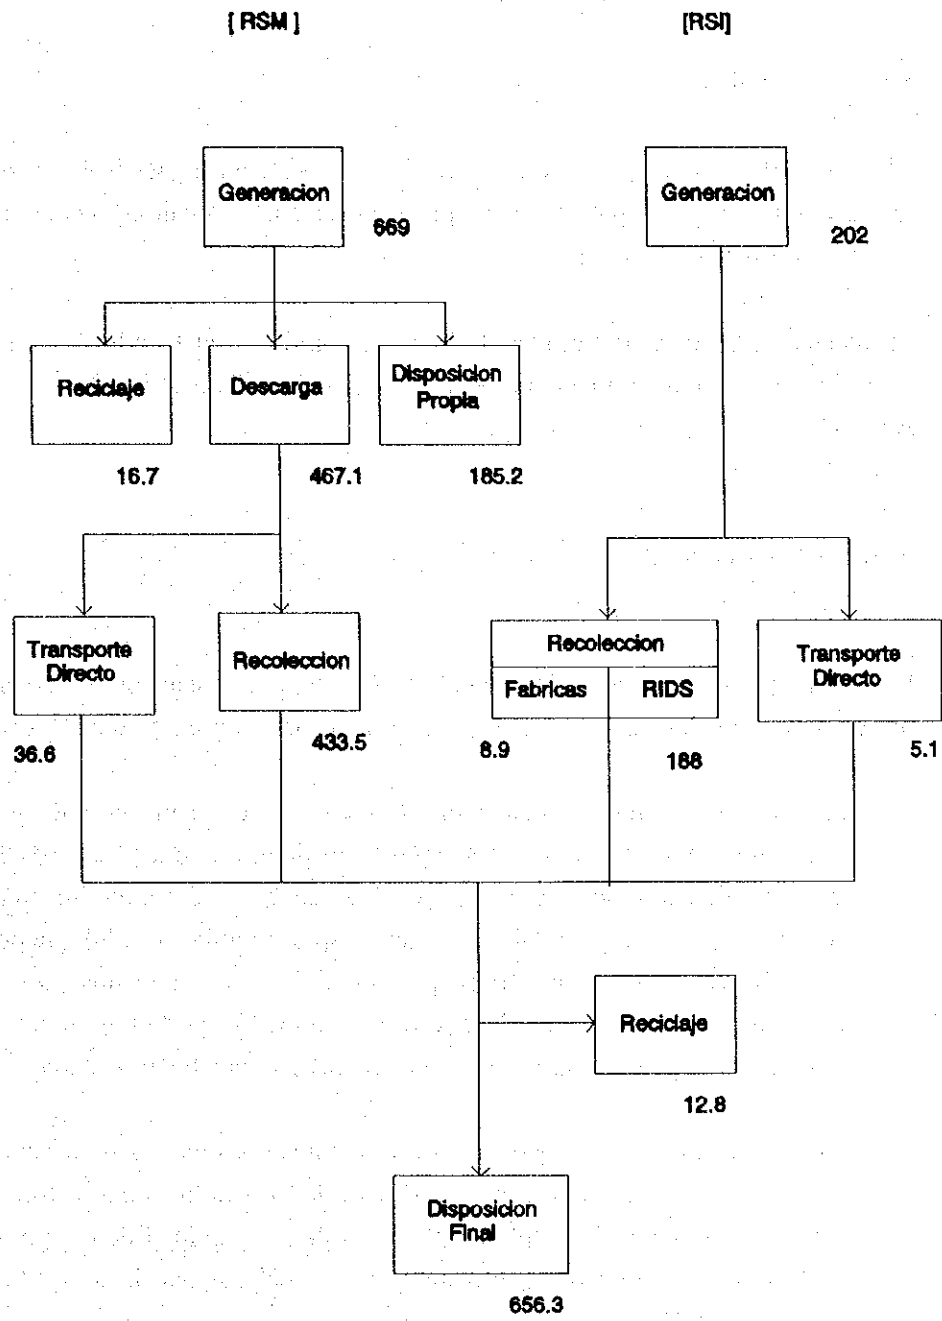 [ RSM ] [RSI]
Generacion Generacion
669 202
Reciclaje Descarga Disposicion
Propia
16.7 467.1 185.2
Transporte
Directo
Recoleccion
Recoleccion
Fabricas RIDS
Transporte
Directo
36.6 433.5 8.9 188 5.1
Reciclaje
12.8
Disposicion
Final
656.3